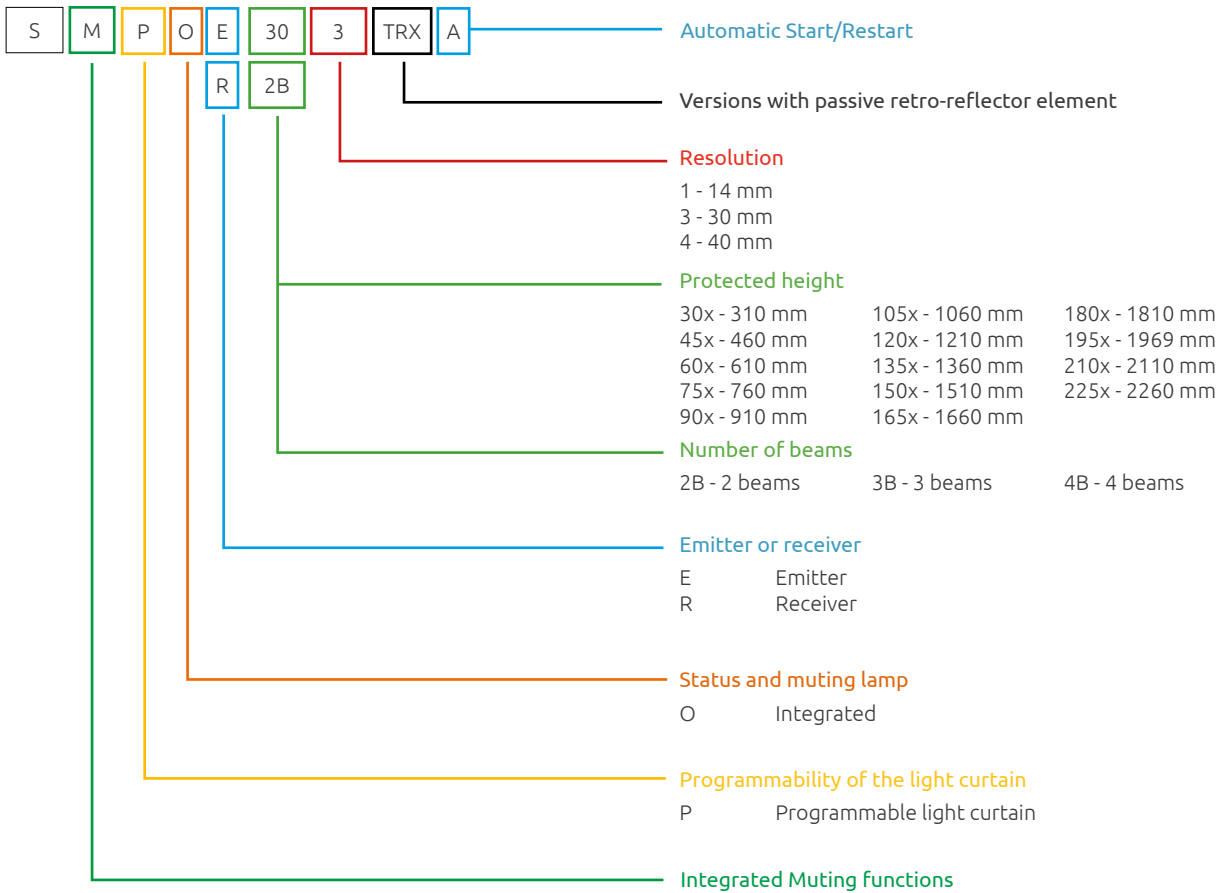 S M P O E 30 3 TRX A
R 2B
Automatic Start/Restart
Versions with passive retro-reflector element
Resolution
1 - 14 mm
3 - 30 mm
4 - 40 mm
Protected height
30x - 310 mm 105x - 1060 mm 180x - 1810 mm
45x - 460 mm 120x - 1210 mm 195x - 1969 mm
60x - 610 mm 135x - 1360 mm 210x - 2110 mm
75x - 760 mm 150x - 1510 mm 225x - 2260 mm
90x - 910 mm 165x - 1660 mm
Number of beams
2B - 2 beams 3B - 3 beams 4B - 4 beams
Emitter or receiver
E Emitter
R Receiver
Status and muting lamp
O Integrated
Programmability of the light curtain
P Programmable light curtain
Integrated Muting functions